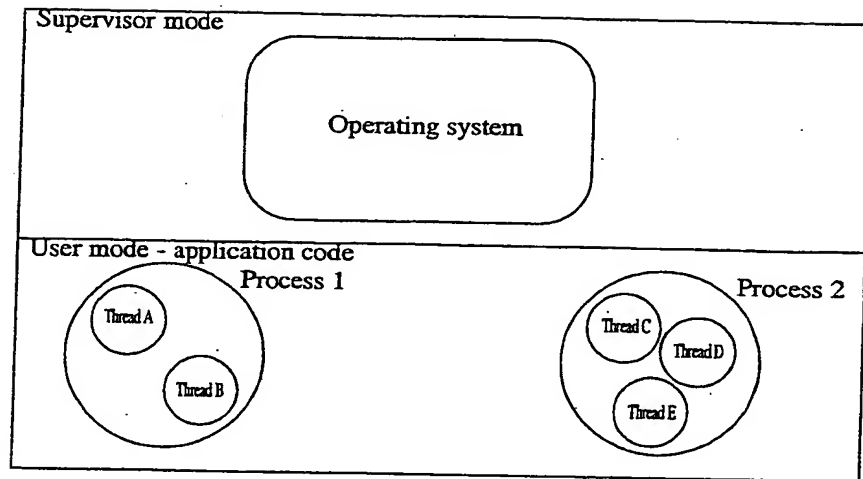 Supervisor mode
Operating system
User mode - application code
Process 1
Process 2
Thread A
Thread B
Thread C
Thread D
Thread E